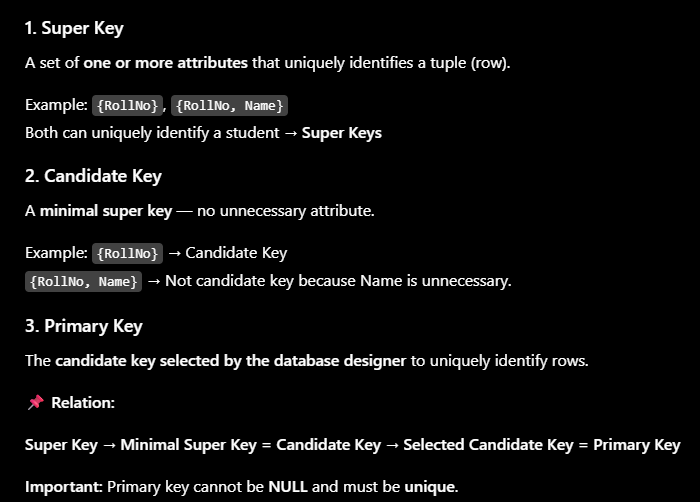 1. Super Key
A set of one or more attributes that uniquely identifies a tuple (row).
Example: {RollNo}, {RollNo, Name}
Both can uniquely identify a student → Super Keys
2. Candidate Key
A minimal super key — no unnecessary attribute.
Example: {RollNo} → Candidate Key
{RollNo, Name} → Not candidate key because Name is unnecessary.
3. Primary Key
The candidate key selected by the database designer to uniquely identify rows.
📌 Relation:
Super Key → Minimal Super Key = Candidate Key → Selected Candidate Key = Primary Key
Important: Primary key cannot be NULL and must be unique.